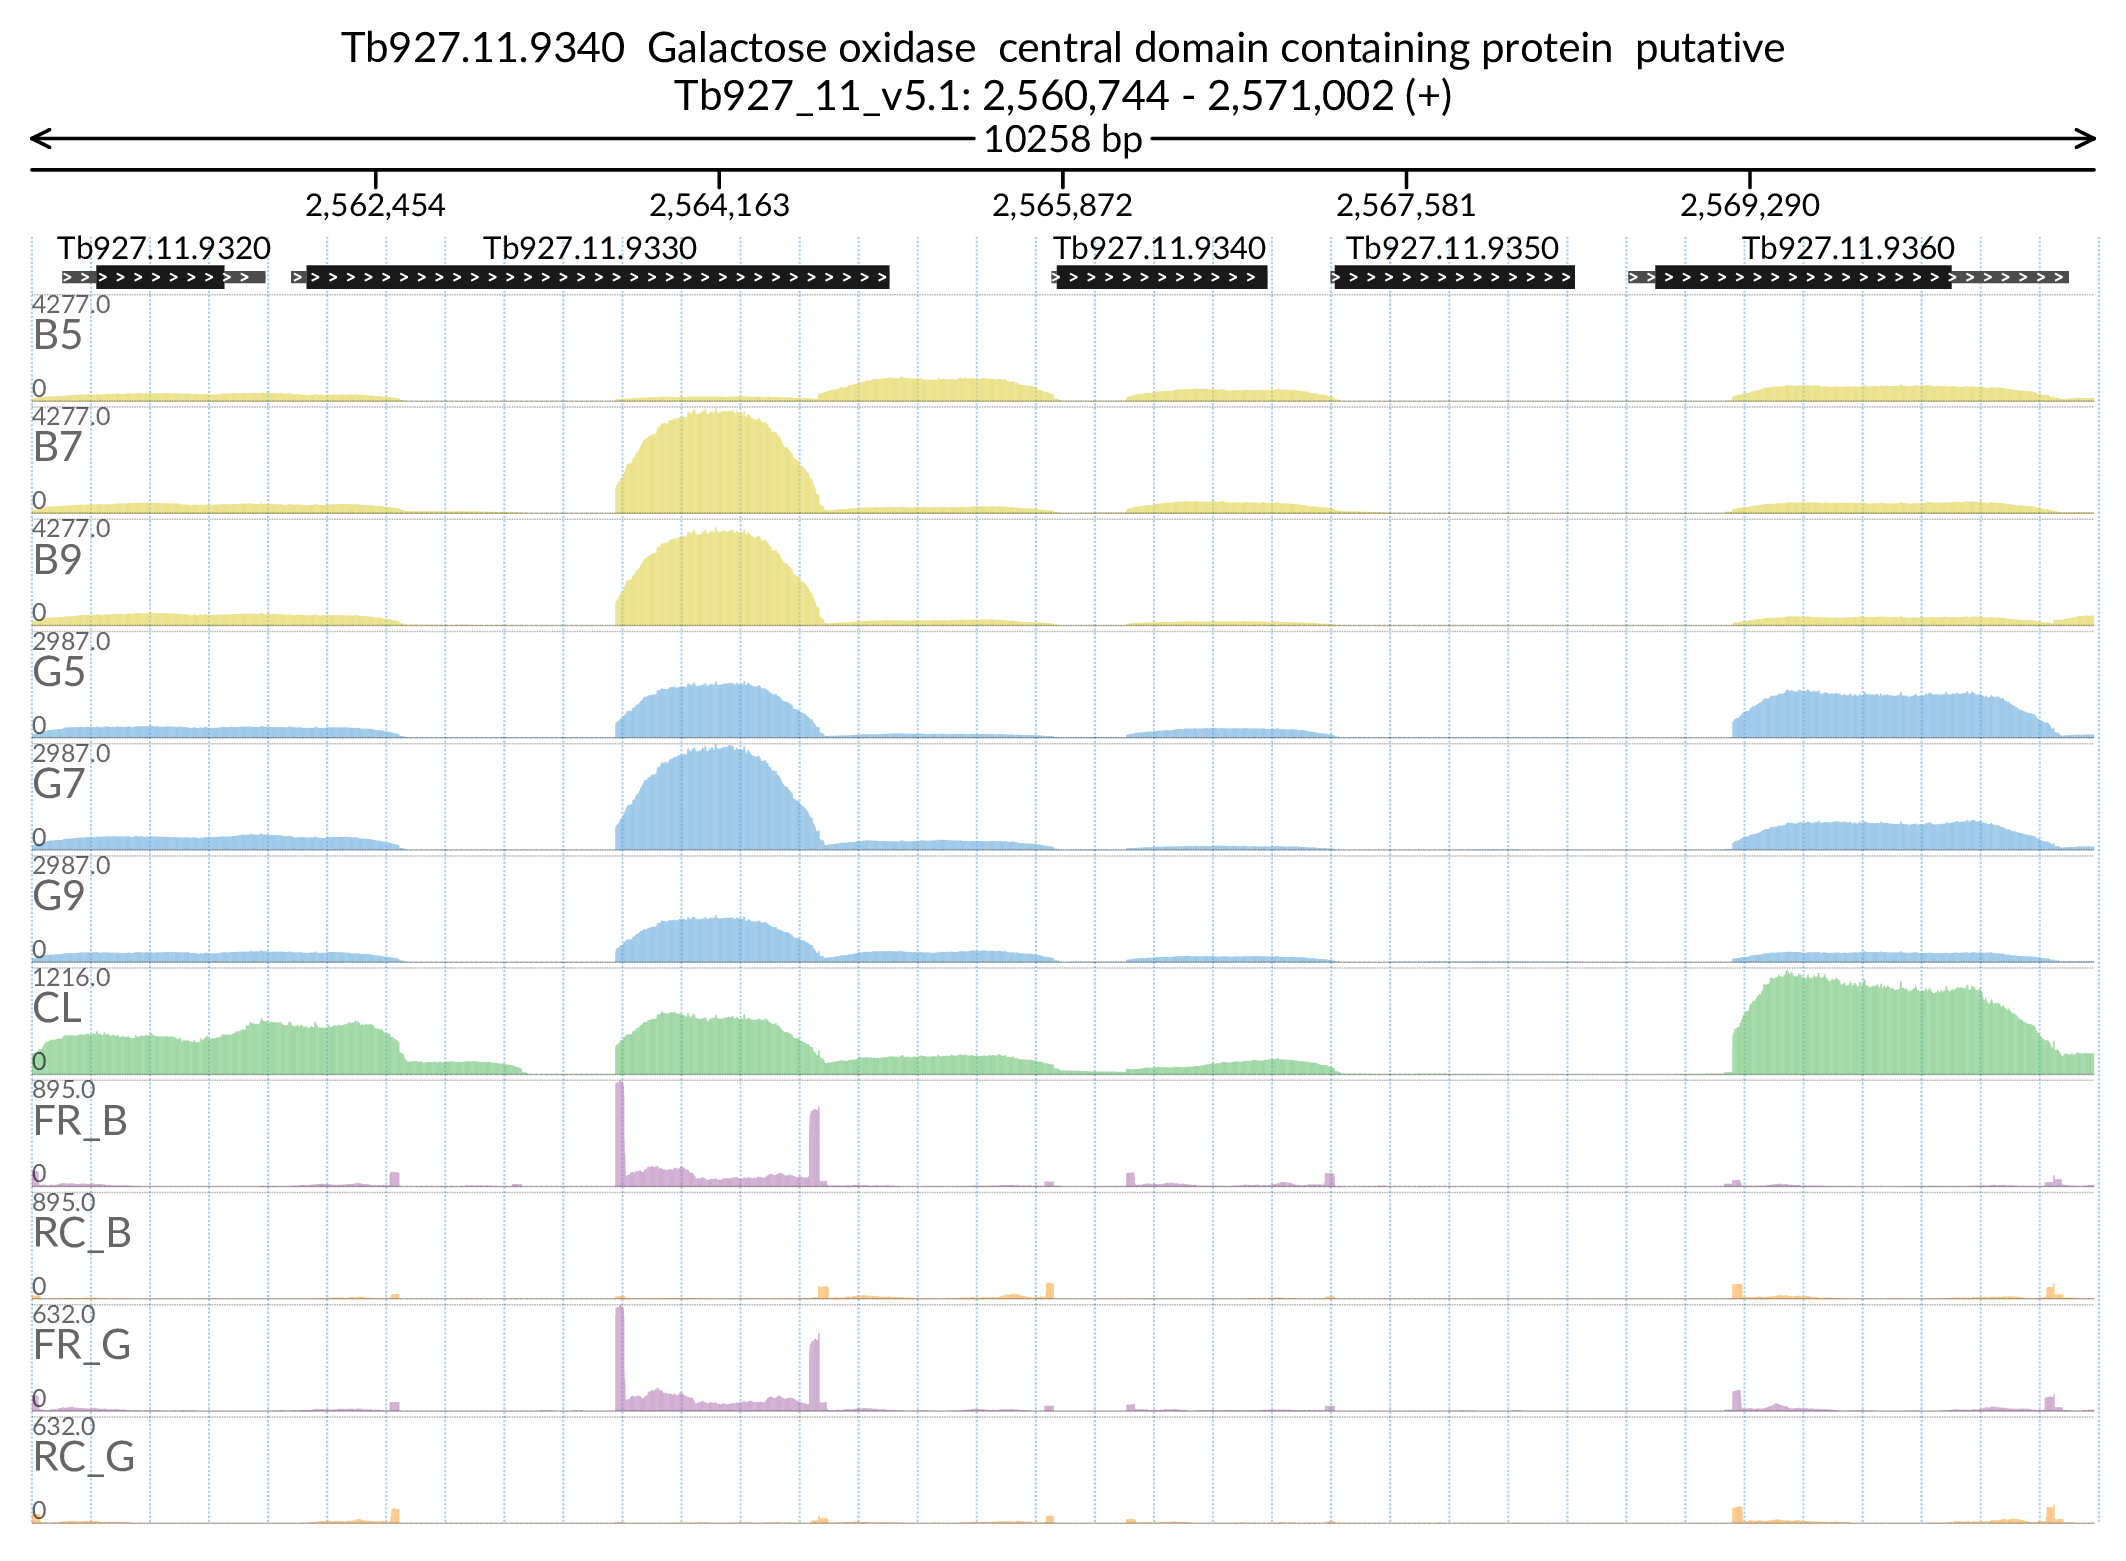 Tb927.11.9340  Galactose oxidase  central domain containing protein  putative
Tb927_11_v5.1: 2,560,744 - 2,571,002 (+)
10258 bp
2,562,454 2,564,163 2,565,872 2,567,581 2,569,290
Tb927.11.9320 Tb927.11.9330 Tb927.11.9340 Tb927.11.9350 Tb927.11.9360
4277.0
B5
0
4277.0
B7
0
4277.0
B9
0
2987.0
G5
0
2987.0
G7
0
2987.0
G9
0
1216.0
CL
0
895.0
FR_B
0
895.0
RC_B
0
632.0
FR_G
0
632.0
RC_G
0